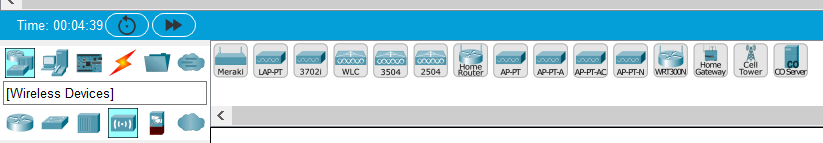 Time: 00:04:39
Meraki LAP-PT 3702i WLC 3504 2504 Home Router AP-PT AP-PT-A AP-PT-AC AP-PT-N WRT300N Home Gateway Cell Tower CO CO Server
[Wireless Devices]